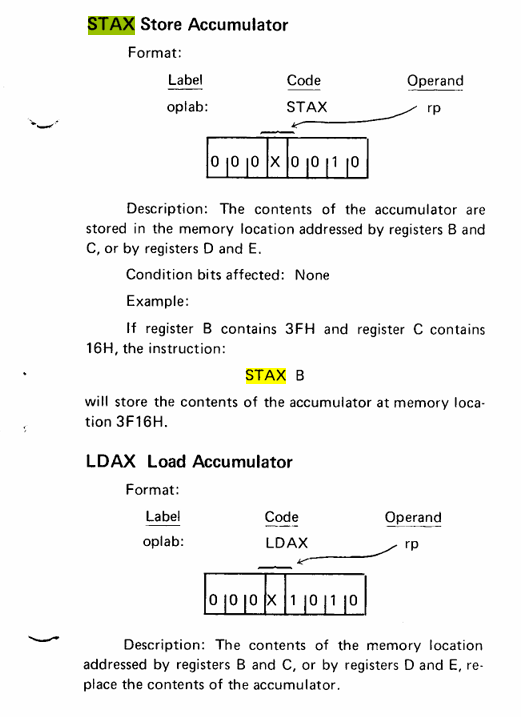 STAX Store Accumulator
Format:
Label Code Operand
oplab: STAX rp
0 0 0 X 0 0 1 0
Description: The contents of the accumulator are
stored in the memory location addressed by registers B and
C, or by registers D and E.
Condition bits affected: None
Example:
If register B contains 3FH and register C contains
16H, the instruction:
STAX B
will store the contents of the accumulator at memory loca-
tion 3F16H.
LDAX Load Accumulator
Format:
Label Code Operand
oplab: LDAX rp
0 0 0 X 1 0 1 0
Description: The contents of the memory location
addressed by registers B and C, or by registers D and E, re-
place the contents of the accumulator.